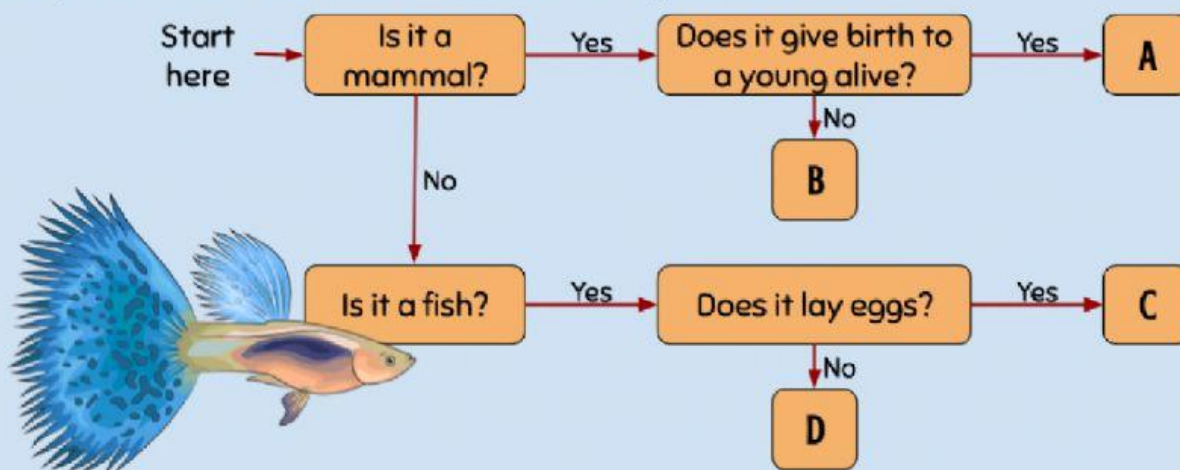 Start
here
Is it a
mammal?
Yes
Does it give birth to
a young alive?
Yes
A
No
B
No
Is it a fish?
Yes
Does it lay eggs?
Yes
C
No
D